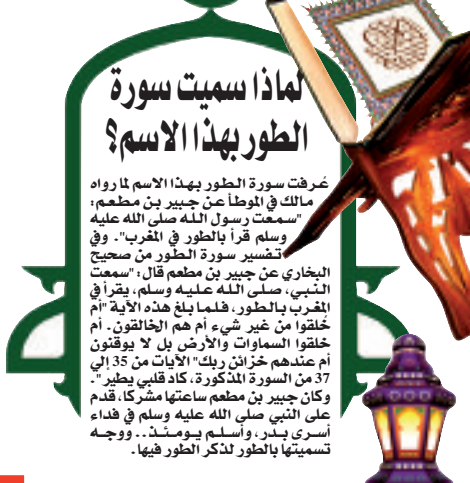 لماذا سميت سورة
الطور بهذا الاسم؟
عُرفت سورة الطور بهذا الاسم لما رواه
مالك في الموطأ عن جبير بن مطعم:
"سمعت رسول الله صلى الله عليه
وسلم قرأ بالطور في المغرب". وفي
تفسير سورة الطور من صحيح
البخاري عن جبير بن مطعم قال: "سمعت
النبي، صلى الله عليه وسلم، يقرأ في
المغرب بالطور، فلما بلغ هذه الآية "أم
خُلقوا من غير شيء أم هم الخالقون. أم
خلقوا السماوات والأرض بل لا يوقنون
أم عندهم خزائن ربك" الآيات من 35 إلي
37 من السورة المذكورة، كاد قلبي يطير".
وكان جبير بن مطعم ساعتها مشركا، قدم
على النبي صلى الله عليه وسلم في فداء
أسرى بدر، وأسلم يومئذ.. ووجه
تسميتها بالطور لذكر الطور فيها.